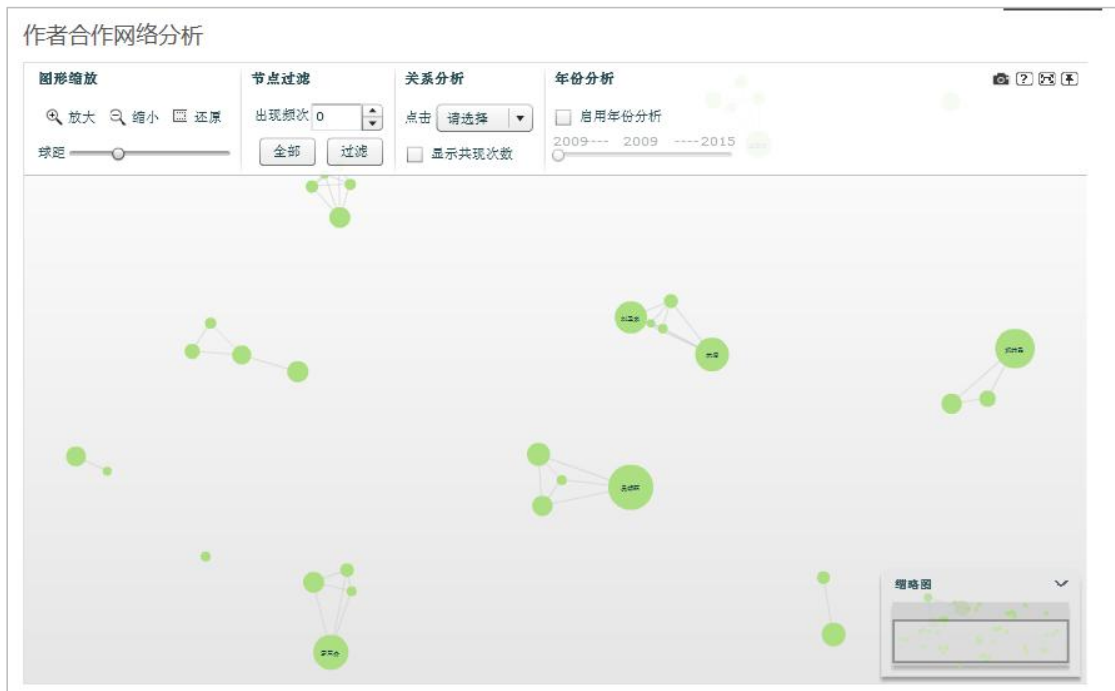 作者合作网络分析
图形缩放 节点过滤 关系分析 年份分析 ?
放大 缩小 还原 出现频次 0 点击 请选择 启用年份分析
球距 全部 过滤 显示共现次数 2009--- 2009 ----2015
缩略图